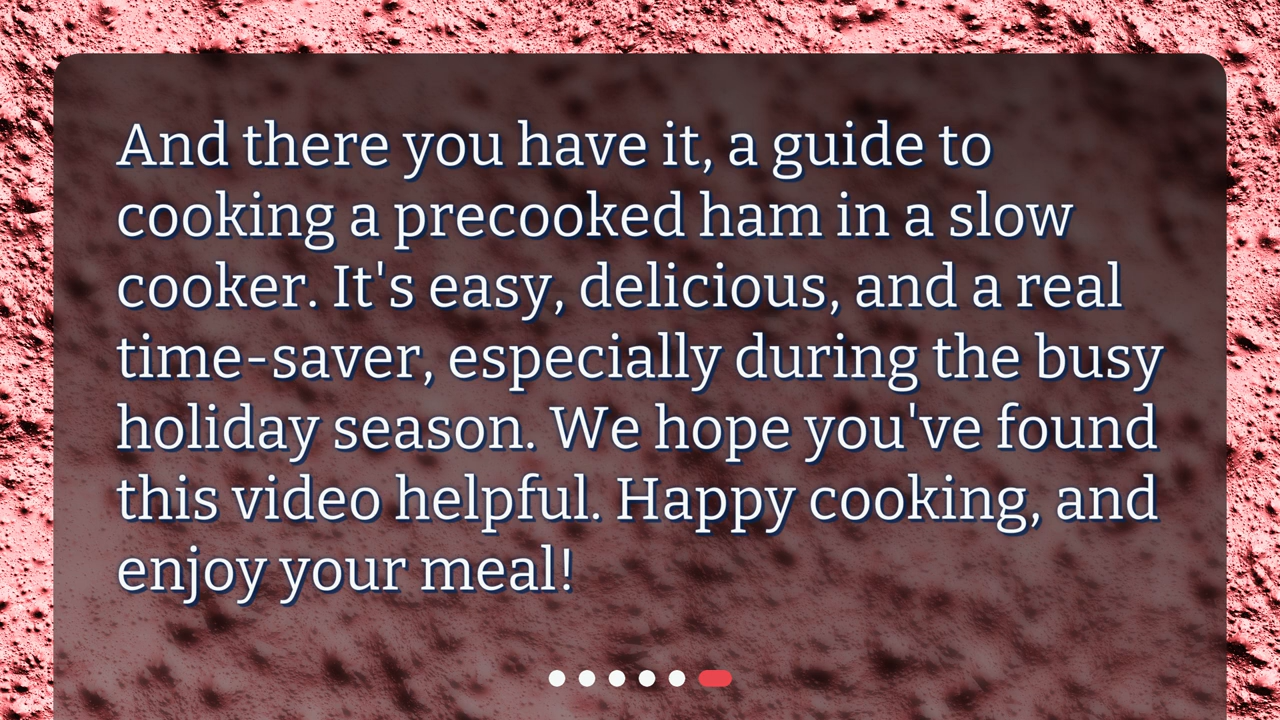 And there you have it, a guide to
cooking a precooked ham in a slow
cooker. It's easy, delicious, and a real
time-saver, especially during the busy
holiday season. We hope you've found
this video helpful. Happy cooking, and
enjoy your meal!